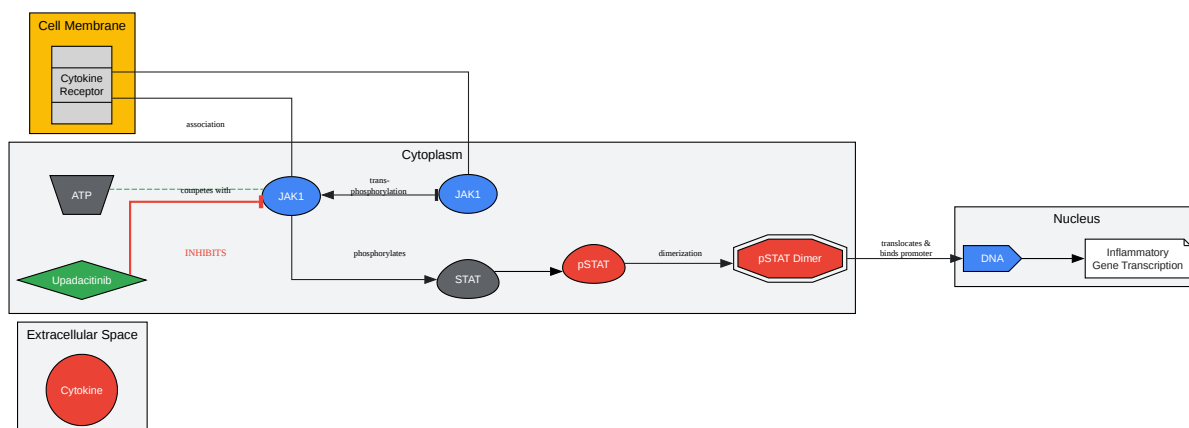 Cell Membrane
Cytokine
Receptor
association
Cytoplasm
ATP
competes with
JAK1
trans-
phosphorylation
JAK1
INHIBITS
Upadacitinib
phosphorylates
STAT
pSTAT
dimerization
pSTAT Dimer
translocates &
binds promoter
Nucleus
DNA
Inflammatory
Gene Transcription
Extracellular Space
Cytokine